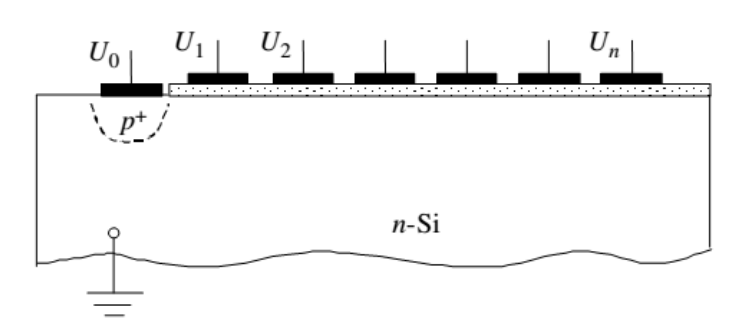 U₀ U₁ U₂ Uₙ
p⁺
n-Si